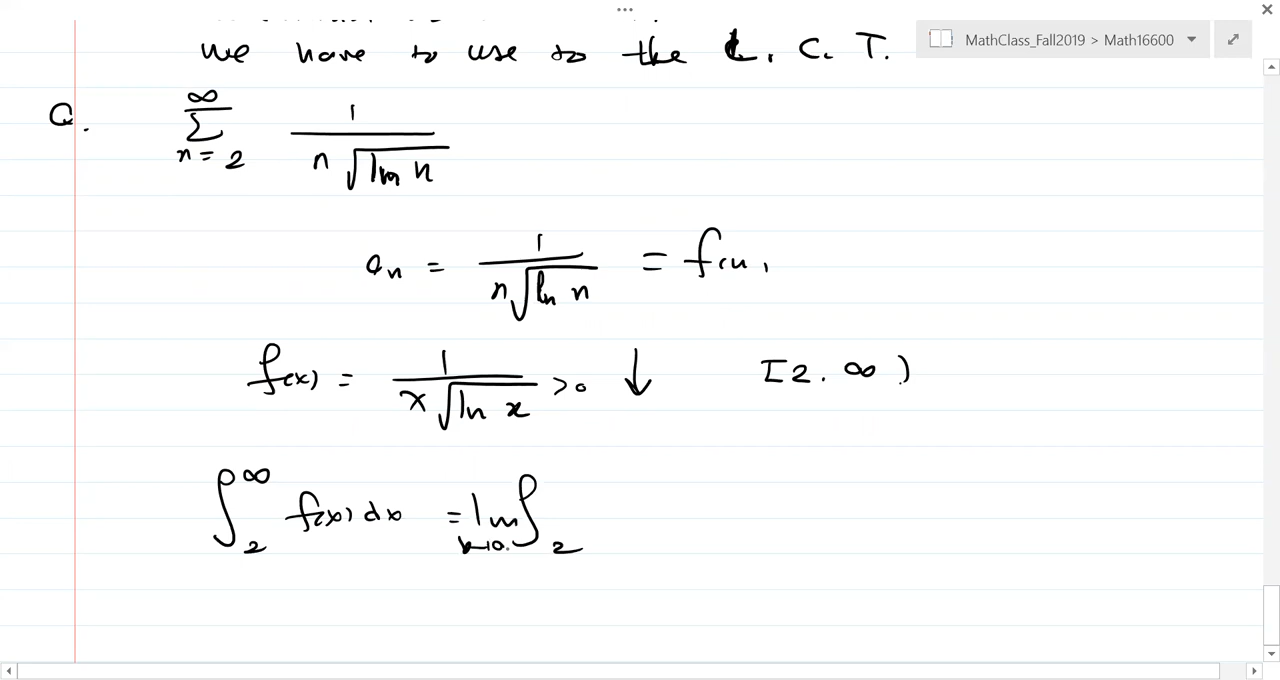 we have to use to the L. C. T.
MathClass_Fall2019 > Math16600
Q. ∞ Σ n = 2 1 / n √ln n
a_n = 1 / n √ln n = f(n)
f(x) = 1 / x √ln x > 0 ↓ [2, ∞)
∫_2^∞ f(x) dx = lim ∫_2